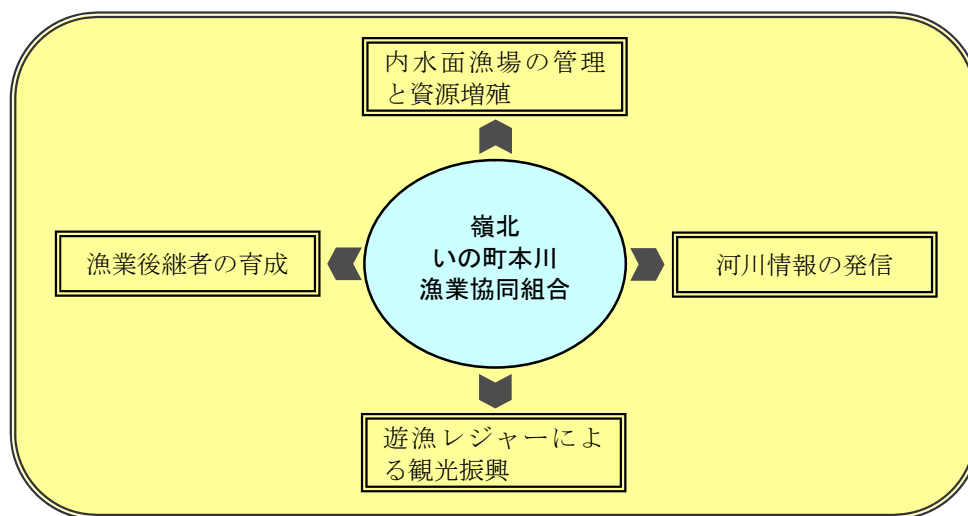 内水面漁場の管理
と資源増殖
嶺北
いの町本川
漁業協同組合
漁業後継者の育成
河川情報の発信
遊漁レジャーによ
る観光振興